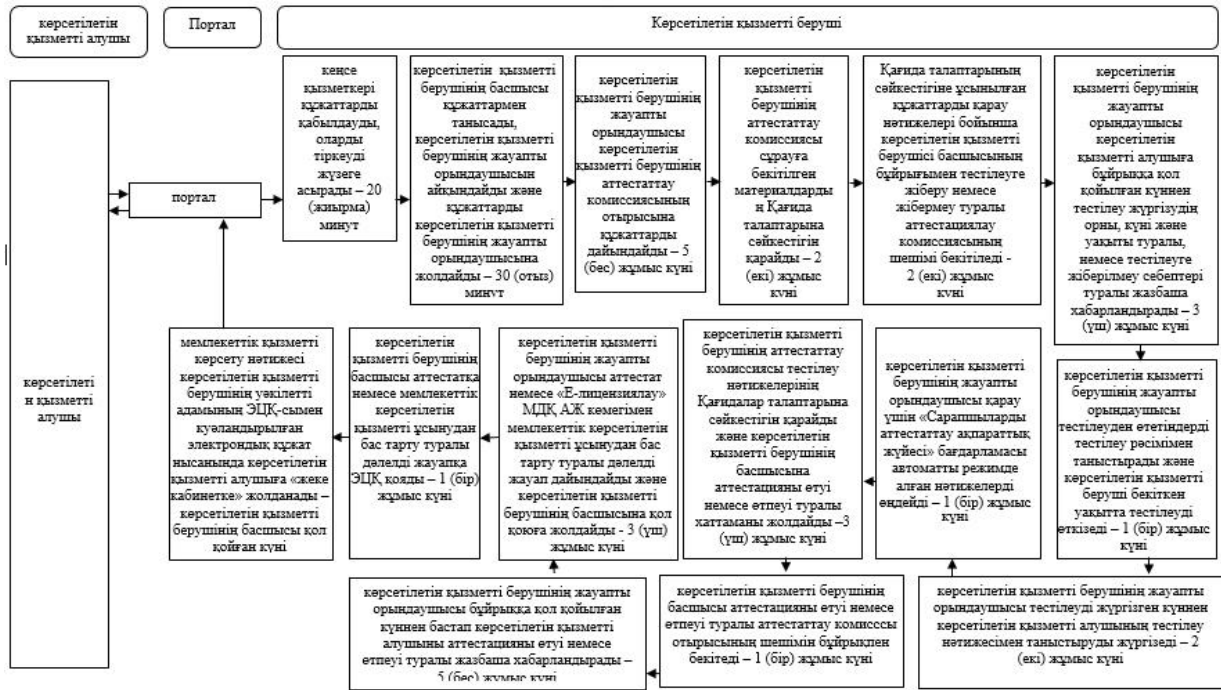 көрсетілетін
қызметті алушы
Портал
Көрсетілетін қызметті беруші
көрсетілеті
н қызметті
алушы
портал
кеңсе
қызметкері
құжаттарды
қабылдауды,
оларды
тіркеуді
жүзеге
асырады – 20
(жиырма)
минут
көрсетілетін қызметті
берушінің басшысы
құжаттармен
танысады,
көрсетілетін қызметті
берушінің жауапты
орындаушысын
айқындайды және
құжаттарды
көрсетілетін қызметті
берушінің жауапты
орындаушысына
жолдайды – 30 (отыз)
минут
көрсетілетін
қызметті берушінің
жауапты
орындаушысы
көрсетілетін
қызметті берушінің
аттестаттау
комиссиясының
отырысына
құжаттарды
дайындайды – 5
(бес) жұмыс күні
көрсетілетін
қызметті
берушінің
аттестаттау
комиссиясы
сұрауға
бекітілген
материалдарды
ң Қағида
талаптарына
сәйкестігін
қарайды – 2
(екі) жұмыс
күні
Қағида талаптарының
сәйкестігіне ұсынылған
құжаттарды қарау
нәтижелері бойынша
көрсетілетін қызметті
берушісі басшысының
бұйрығымен тестілеуге
жіберу немесе
жібермеу туралы
аттестациялау
комиссиясының
шешімі бекітіледі -
2 (екі) жұмыс
күні
көрсетілетін
қызметті берушінің
жауапты
орындаушысы
көрсетілетін
қызметті алушыға
бұйрыққа қол
қойылған күннен
тестілеу жүргізудің
орны, күні және
уақыты туралы,
немесе тестілеуге
жіберілмеу себептері
туралы жазбаша
хабарландырады – 3
(үш) жұмыс күні
мемлекеттік қызметті
көрсету нәтижесі
көрсетілетін қызметті
берушінің уәкілетті
адамының ЭЦҚ-сымен
куәландырылған
электрондық құжат
нысанында көрсетілетін
қызметті алушыға «жеке
кабинетке» жолданады –
көрсетілетін қызметті
берушінің басшысы қол
қойған күні
көрсетілетін
қызметті берушінің
басшысы аттестатқа
немесе мемлекеттік
көрсетілетін
қызметті ұсынудан
бас тарту туралы
дәлелді жауапқа
ЭЦҚ қояды – 1 (бір)
жұмыс күні
көрсетілетін қызметті
берушінің жауапты
орындаушысы аттестат
немесе «Е-лицензиялау»
МДҚ АЖ көмегімен
мемлекеттік көрсетілетін
қызметті ұсынудан бас
тарту туралы дәлелді
жауап дайындайды және
көрсетілетін қызметті
берушінің басшысына қол
қоюға жолдайды - 3 (үш)
жұмыс күні
көрсетілетін қызметті
берушінің аттестаттау
комиссиясы тестілеу
нәтижелерінің
Қағидалар талаптарына
сәйкестігін қарайды
және көрсетілетін
қызметті берушінің
басшысына
аттестацияны өтуі
немесе өтпеуі туралы
хаттаманы жолдайды –3
(үш) жұмыс күні
көрсетілетін қызметті
берушінің жауапты
орындаушысы қарау
үшін «Сарапшыларды
аттестаттау ақпараттық
жүйесі» бағдарламасы
автоматты режимде
алған нәтижелерді
өңдейді – 1 (бір) жұмыс
күні
көрсетілетін қызметті
берушінің жауапты
орындаушысы
тестілеуден өтетіндерді
тестілеу рәсімімен
таныстырады және
көрсетілетін қызметті
беруші бекіткен
уақытта тестілеуді
өткізеді – 1 (бір) жұмыс
күні
көрсетілетін қызметті берушінің жауапты
орындаушысы бұйрыққа қол қойылған
күннен бастап көрсетілетін қызметті
алушыны аттестацияны өтуі немесе
өтпеуі туралы жазбаша хабарландырады –
5 (бес) жұмыс күні
көрсетілетін қызметті берушінің
басшысы аттестацияны өтуі немесе
өтпеуі туралы аттестаттау комисссы
отырысының шешімін бұйрықпен
бекітеді – 1 (бір) жұмыс күні
көрсетілетін қызметті берушінің жауапты
орындаушысы тестілеуді жүргізген күннен
көрсетілетін қызметті алушының тестілеу
нәтижесімен таныстыруды жүргізеді – 2
(екі) жұмыс күні